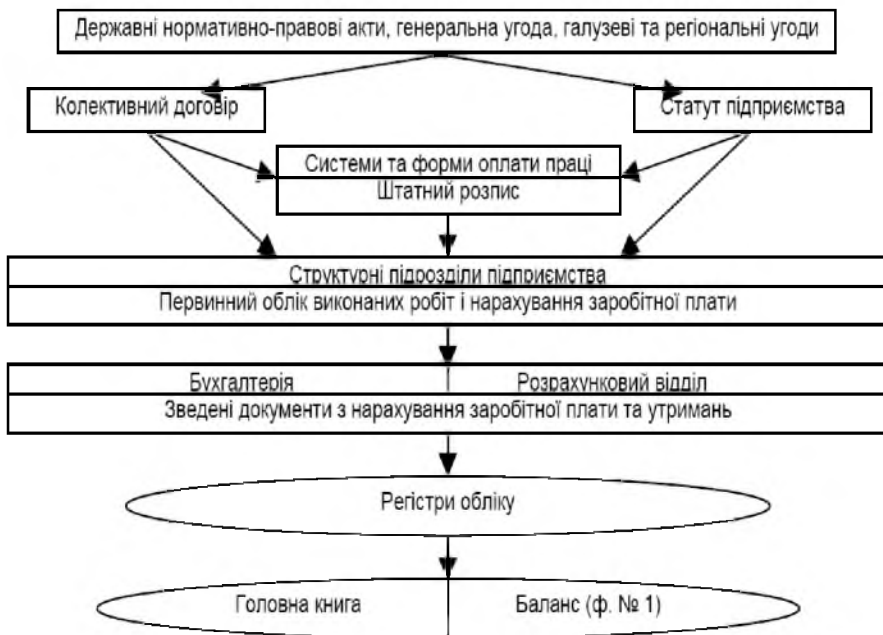 Державні нормативно-правові акти, генеральна угода, галузеві та регіональні угоди
Колективний договір
Статут підприємства
Системи та форми оплати праці
Штатний розпис
Структурні підрозділи підприємства
Первинний облік виконаних робіт і нарахування заробітної плати
Бухгалтерія
Розрахунковий відділ
Зведені документи з нарахування заробітної плати та утримань
Регістри обліку
Головна книга
Баланс (ф. № 1)